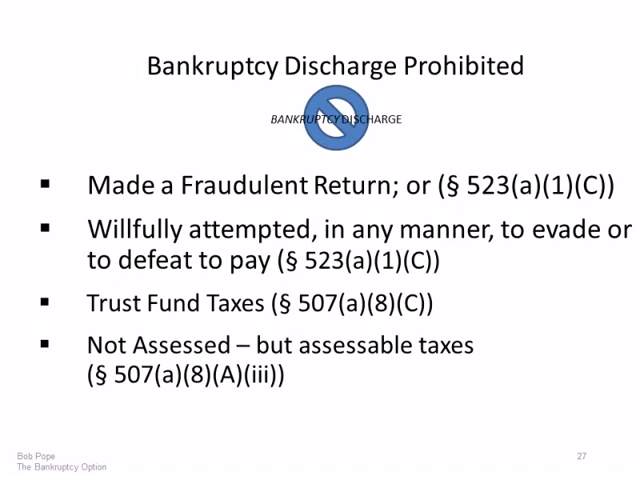 Bankruptcy Discharge Prohibited
BANKRUPTCY DISCHARGE
▪ Made a Fraudulent Return; or (§ 523(a)(1)(C))
▪ Willfully attempted, in any manner, to evade or
to defeat to pay (§ 523(a)(1)(C))
▪ Trust Fund Taxes (§ 507(a)(8)(C))
▪ Not Assessed – but assessable taxes
(§ 507(a)(8)(A)(iii))
Bob Pope
The Bankruptcy Option
27